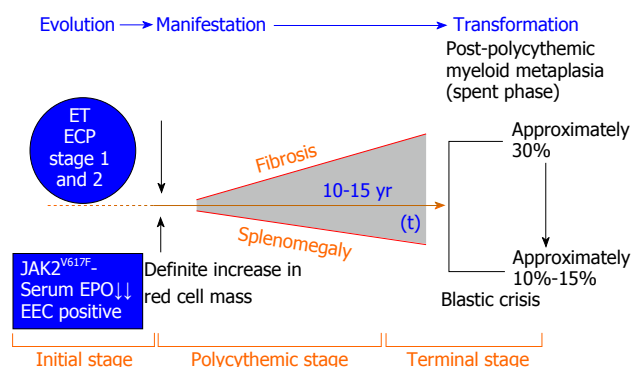 Evolution
Manifestation
Transformation
Post-polycythemic
myeloid metaplasia
(spent phase)
ET
ECP
stage 1
and 2
Fibrosis
10-15 yr
(t)
Splenomegaly
Approximately
30%
Approximately
10%-15%
Blastic crisis
JAK2^V617F-
Serum EPO↓↓
EEC positive
Definite increase in
red cell mass
Initial stage
Polycythemic stage
Terminal stage